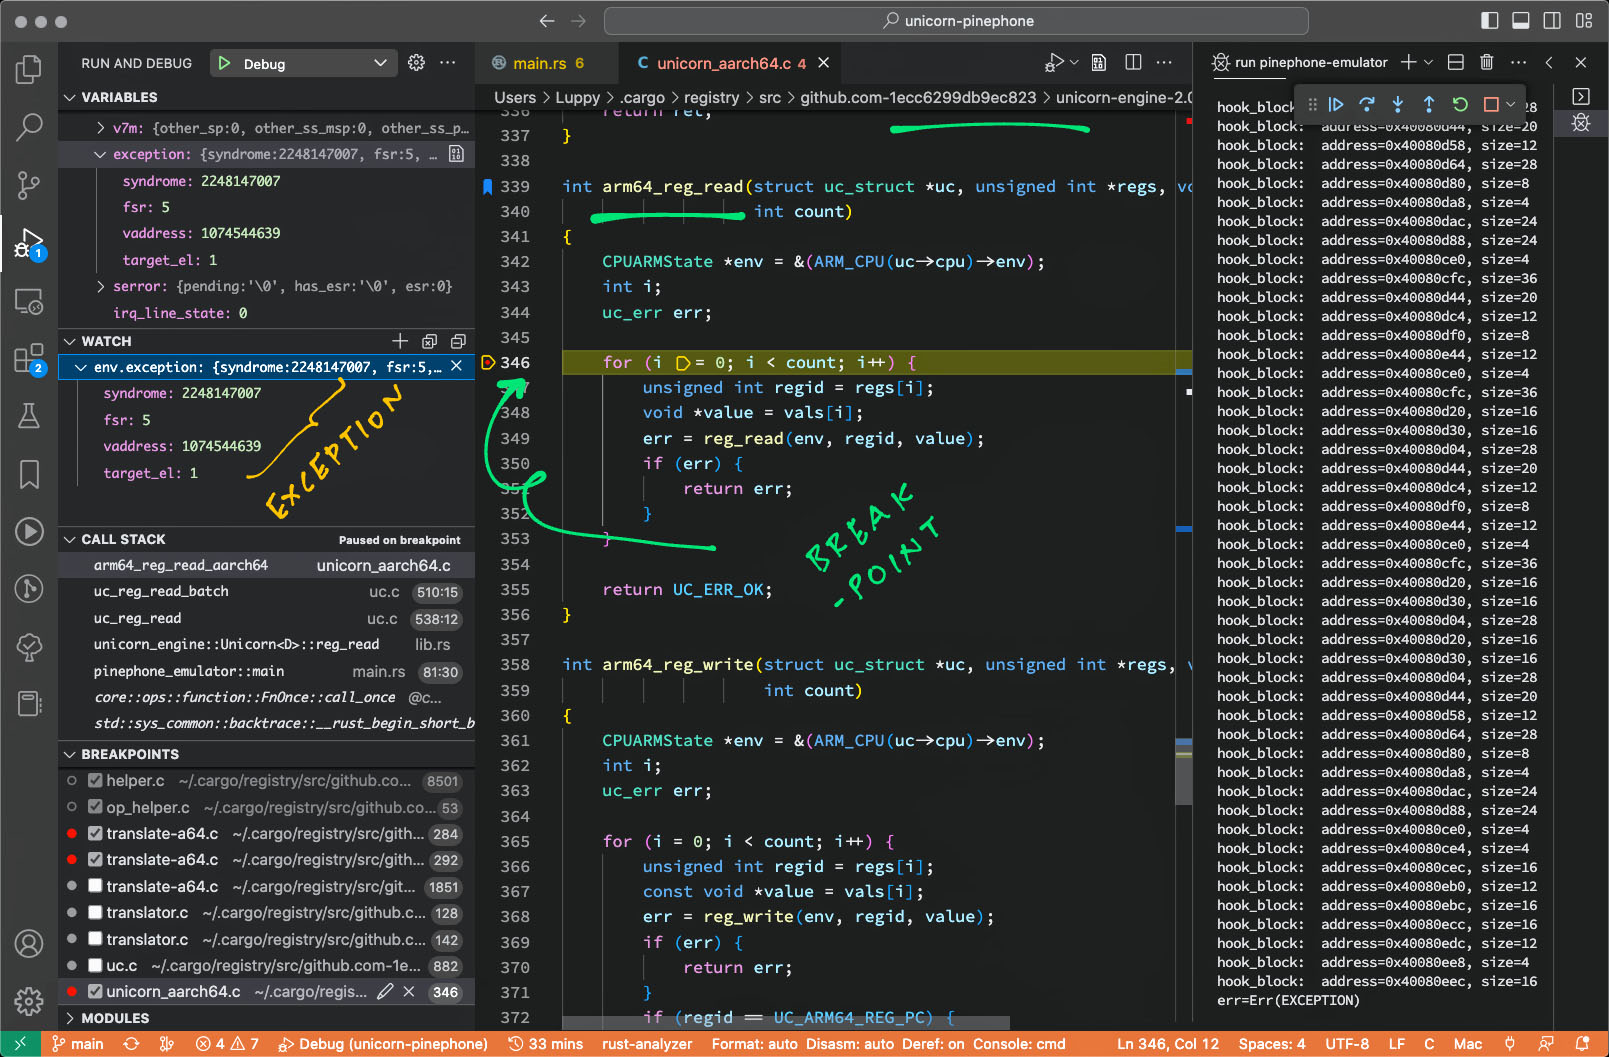 unicorn-pinephone
RUN AND DEBUG
Debug
VARIABLES
v7m: {other_sp:0, other_ss_msp:0, other_ss_p…
exception: {syndrome:2248147007, fsr:5, …
syndrome: 2248147007
fsr: 5
vaddress: 1074544639
target_el: 1
serror: {pending:'\0', has_esr:'\0', esr:0}
irq_line_state: 0
WATCH
env.exception: {syndrome:2248147007, fsr:5,…
syndrome: 2248147007
fsr: 5
vaddress: 1074544639
target_el: 1
EXCEPTION
CALL STACK
Paused on breakpoint
arm64_reg_read_aarch64 unicorn_aarch64.c
uc_reg_read_batch uc.c 510:15
uc_reg_read uc.c 538:12
unicorn_engine::Unicorn<D>::reg_read lib.rs
pinephone_emulator::main main.rs 81:30
core::ops::function::FnOnce::call_once @c…
std::sys_common::backtrace::__rust_begin_short_b
BREAKPOINTS
helper.c ~/.cargo/registry/src/github.co… 8501
op_helper.c ~/.cargo/registry/src/github.co… 53
translate-a64.c ~/.cargo/registry/src/gith… 284
translate-a64.c ~/.cargo/registry/src/gith… 292
translate-a64.c ~/.cargo/registry/src/git… 1851
translator.c ~/.cargo/registry/src/github.c… 128
translator.c ~/.cargo/registry/src/github.c… 142
uc.c ~/.cargo/registry/src/github.com-1e… 882
unicorn_aarch64.c ~/.cargo/regis… 346
MODULES
1
2
main.rs 6
unicorn_aarch64.c 4
Users > Luppy > .cargo > registry > src > github.com-1ecc6299db9ec823 > unicorn-engine-2.0
336 return ret;
337 }
338
339 int arm64_reg_read(struct uc_struct *uc, unsigned int *regs, vo
340 int count)
341 {
342 CPUARMState *env = &(ARM_CPU(uc->cpu)->env);
343 int i;
344 uc_err err;
345
346 for (i = 0; i < count; i++) {
7 unsigned int regid = regs[i];
348 void *value = vals[i];
349 err = reg_read(env, regid, value);
350 if (err) {
351 return err;
352 }
353 }
354
355 return UC_ERR_OK;
356 }
357
358 int arm64_reg_write(struct uc_struct *uc, unsigned int *regs, v
359 int count)
360 {
361 CPUARMState *env = &(ARM_CPU(uc->cpu)->env);
362 int i;
363 uc_err err;
364
365 for (i = 0; i < count; i++) {
366 unsigned int regid = regs[i];
367 const void *value = vals[i];
368 err = reg_write(env, regid, value);
369 if (err) {
370 return err;
371 }
372 if (regid == UC_ARM64_REG_PC) {
BREAK
-POINT
run pinephone-emulator
hook_block: 28
hook_block: address=0x40080d44, size=20
hook_block: address=0x40080d58, size=12
hook_block: address=0x40080d64, size=28
hook_block: address=0x40080d80, size=8
hook_block: address=0x40080da8, size=4
hook_block: address=0x40080dac, size=24
hook_block: address=0x40080d88, size=24
hook_block: address=0x40080ce0, size=4
hook_block: address=0x40080cfc, size=36
hook_block: address=0x40080d44, size=20
hook_block: address=0x40080dc4, size=12
hook_block: address=0x40080df0, size=8
hook_block: address=0x40080e44, size=12
hook_block: address=0x40080ce0, size=4
hook_block: address=0x40080cfc, size=36
hook_block: address=0x40080d20, size=16
hook_block: address=0x40080d30, size=16
hook_block: address=0x40080d04, size=28
hook_block: address=0x40080d44, size=20
hook_block: address=0x40080dc4, size=12
hook_block: address=0x40080df0, size=8
hook_block: address=0x40080e44, size=12
hook_block: address=0x40080ce0, size=4
hook_block: address=0x40080cfc, size=36
hook_block: address=0x40080d20, size=16
hook_block: address=0x40080d30, size=16
hook_block: address=0x40080d04, size=28
hook_block: address=0x40080d20, size=16
hook_block: address=0x40080d30, size=16
hook_block: address=0x40080d04, size=28
hook_block: address=0x40080d44, size=20
hook_block: address=0x40080d58, size=12
hook_block: address=0x40080d64, size=28
hook_block: address=0x40080d80, size=8
hook_block: address=0x40080da8, size=4
hook_block: address=0x40080dac, size=24
hook_block: address=0x40080d88, size=24
hook_block: address=0x40080ce0, size=4
hook_block: address=0x40080ce4, size=4
hook_block: address=0x40080cec, size=16
hook_block: address=0x40080eb0, size=12
hook_block: address=0x40080ebc, size=16
hook_block: address=0x40080ecc, size=16
hook_block: address=0x40080edc, size=12
hook_block: address=0x40080ee8, size=4
hook_block: address=0x40080eec, size=16
err=Err(EXCEPTION)
main 4 7 Debug (unicorn-pinephone) 33 mins rust-analyzer Format: auto Disasm: auto Deref: on Console: cmd Ln 346, Col 12 Spaces: 4 UTF-8 LF C Mac